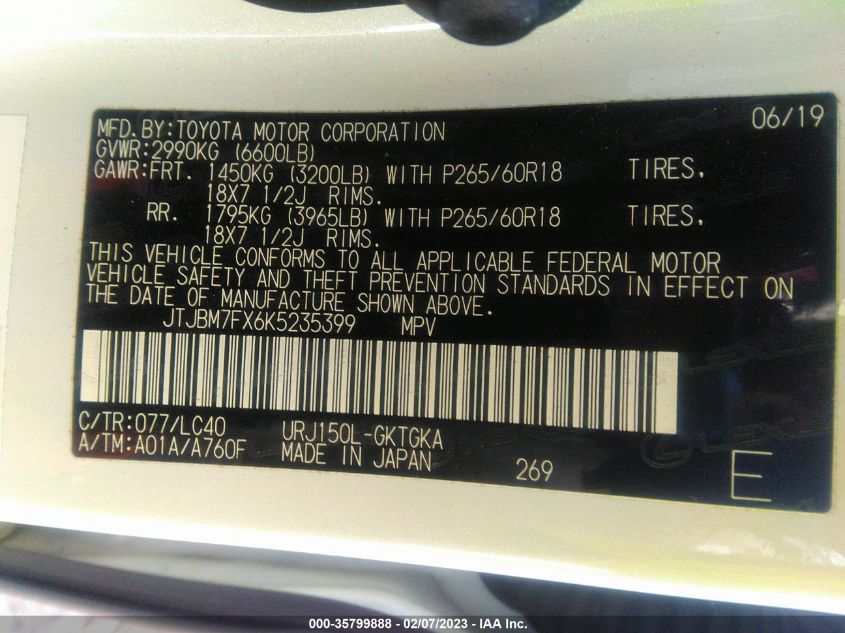 06/19
MFD.BY:TOYOTA MOTOR CORPORATION
GVWR:2990KG (6600LB)
GAWR:FRT. 1450KG (3200LB) WITH P265/60R18 TIRES,
18X7 1/2J RIMS.
RR. 1795KG (3965LB) WITH P265/60R18 TIRES,
18X7 1/2J RIMS.
THIS VEHICLE CONFORMS TO ALL APPLICABLE FEDERAL MOTOR
VEHICLE SAFETY AND THEFT PREVENTION STANDARDS IN EFFECT ON
THE DATE OF MANUFACTURE SHOWN ABOVE.
JTJBM7FX6K5235399 MPV
C/TR:077/LC40 URJ150L-GKTGKA
A/TM:A01A/A760F MADE IN JAPAN 269 E
LEXUS
000-35799888 - 02/07/2023 - IAA Inc.